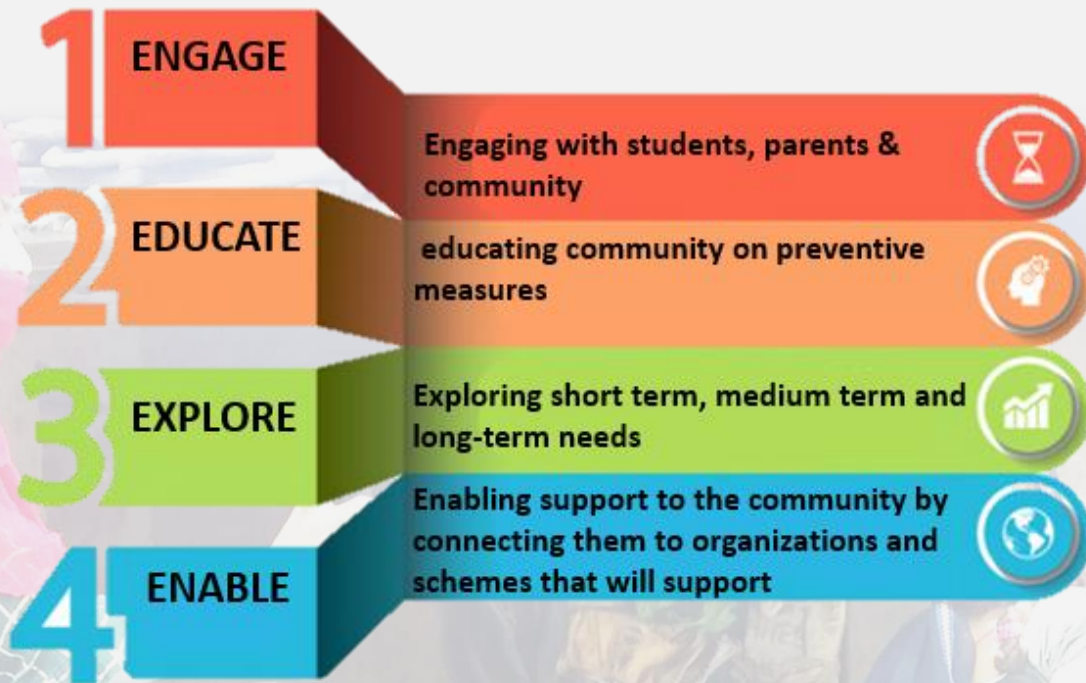 1 ENGAGE
Engaging with students, parents &
community
2 EDUCATE
educating community on preventive
measures
3 EXPLORE
Exploring short term, medium term and
long-term needs
4 ENABLE
Enabling support to the community by
connecting them to organizations and
schemes that will support